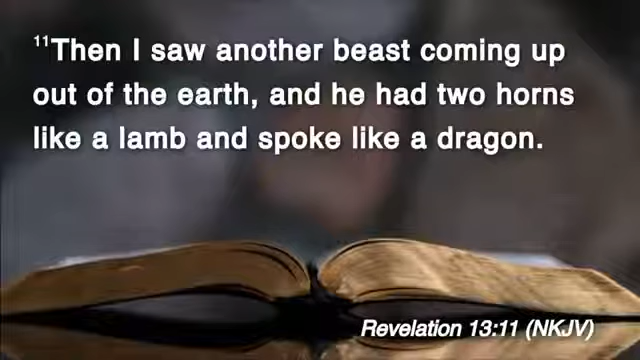 11Then I saw another beast coming up
out of the earth, and he had two horns
like a lamb and spoke like a dragon.
Revelation 13:11 (NKJV)